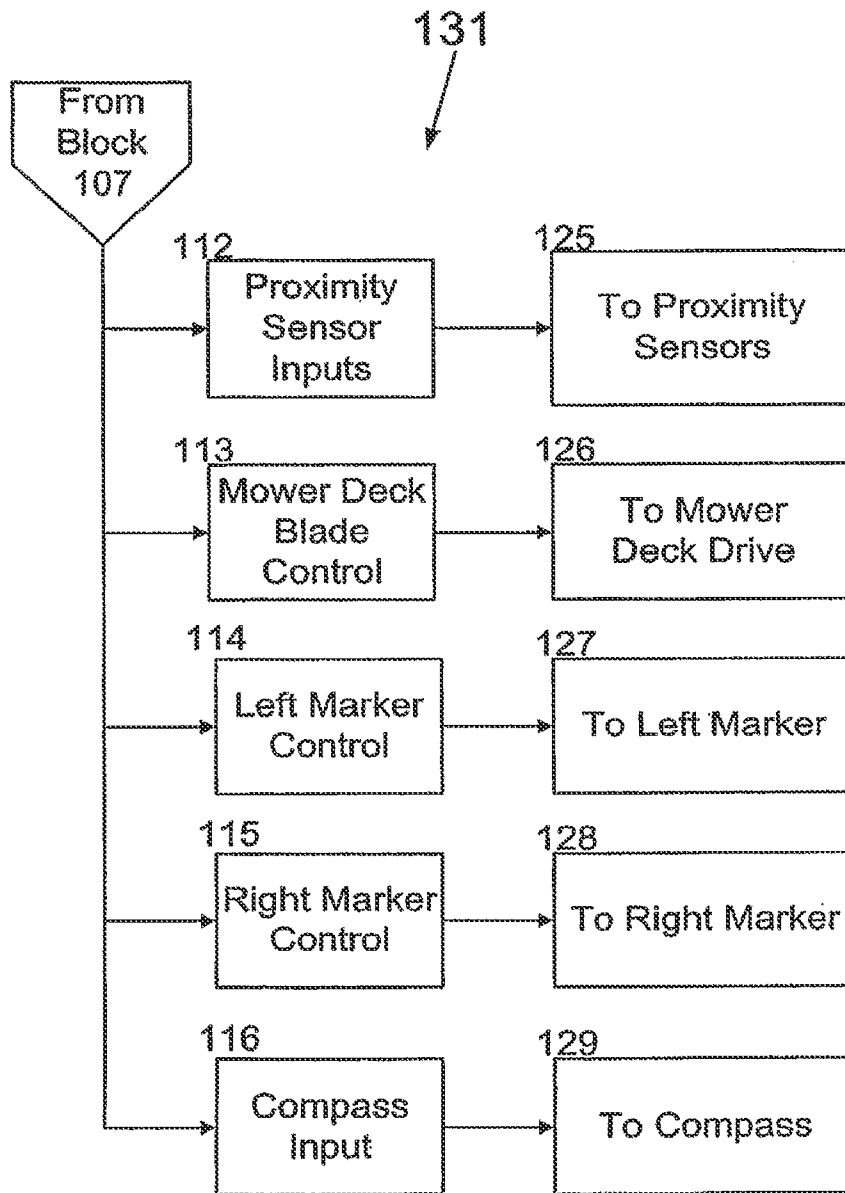 131
From
Block
107
112
Proximity
Sensor
Inputs
125
To Proximity
Sensors
113
Mower Deck
Blade
Control
126
To Mower
Deck Drive
114
Left Marker
Control
127
To Left Marker
115
Right Marker
Control
128
To Right Marker
116
Compass
Input
129
To Compass